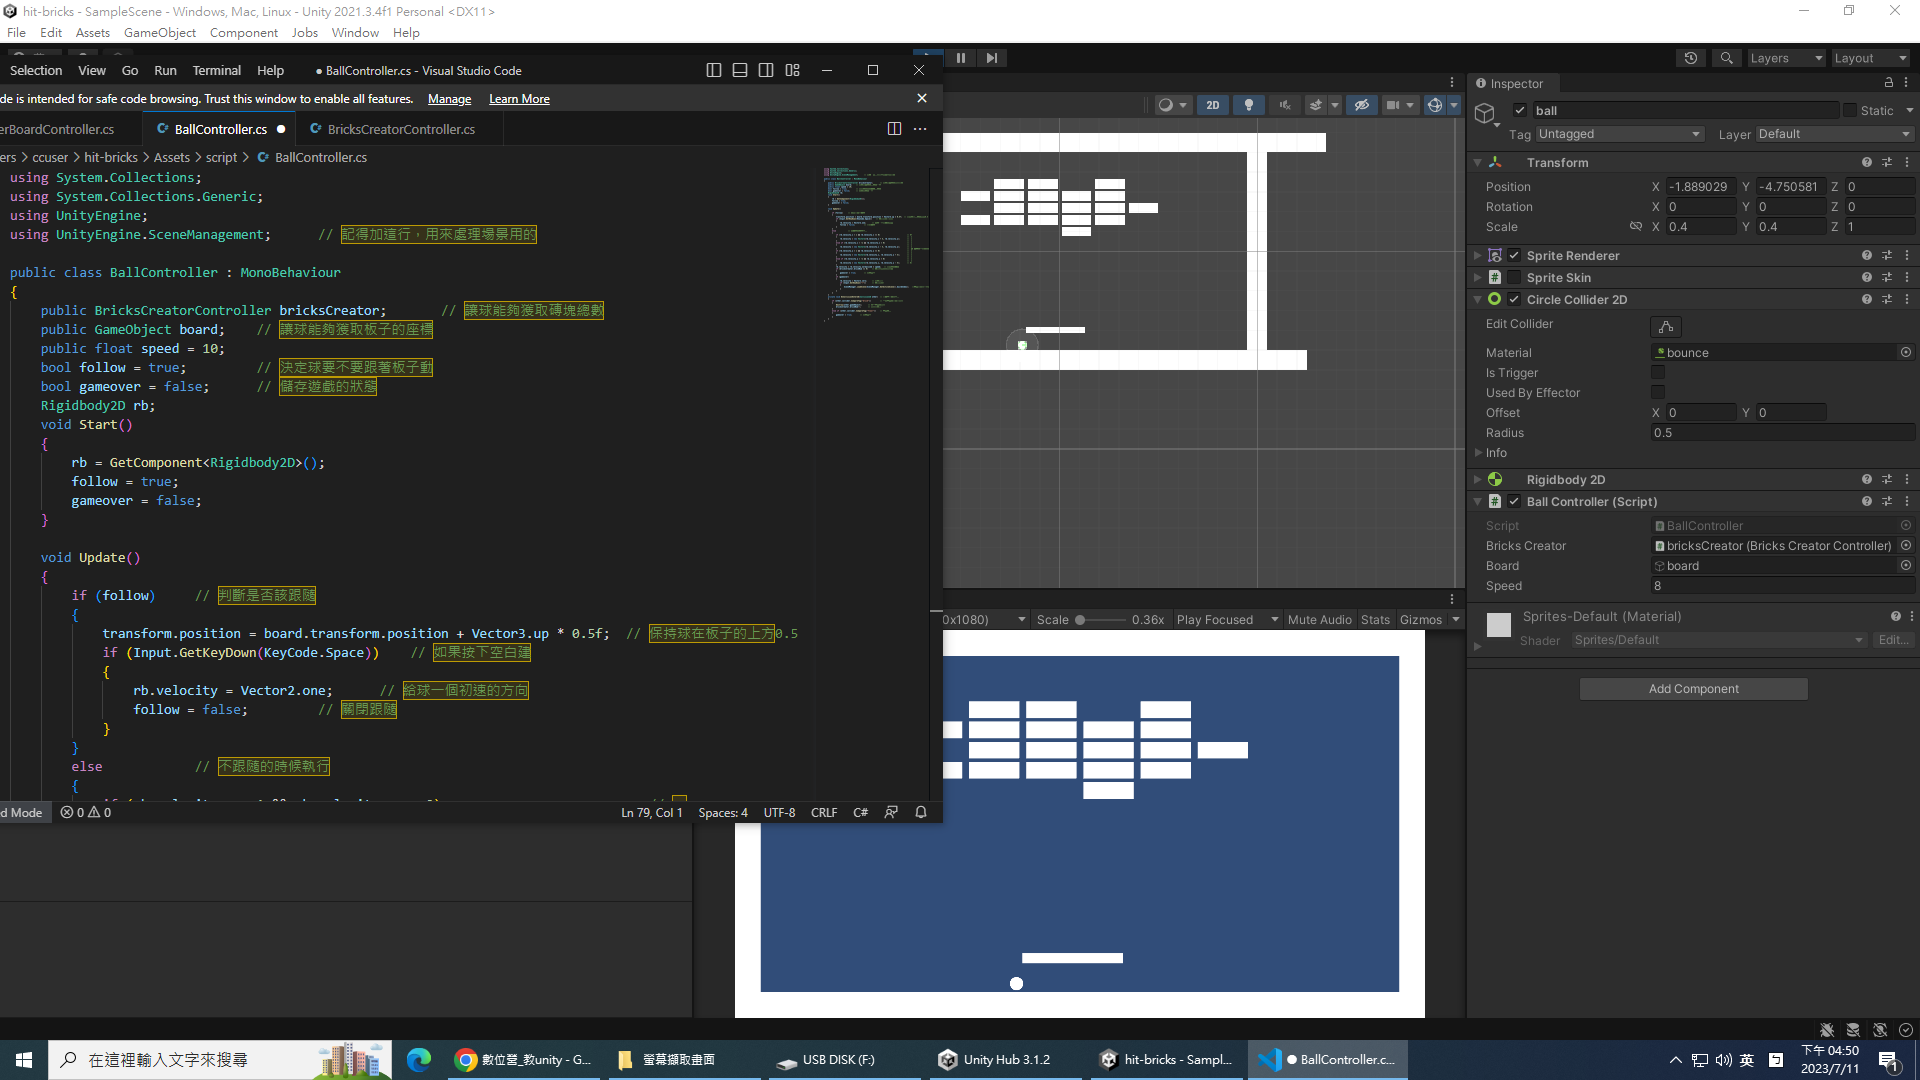 hit-bricks - SampleScene - Windows, Mac, Linux - Unity 2021.3.4f1 Personal <DX11>
File Edit Assets GameObject Component Jobs Window Help
Selection View Go Run Terminal Help ● BallController.cs - Visual Studio Code
de is intended for safe code browsing. Trust this window to enable all features. Manage Learn More
erBoardController.cs BallController.cs BricksCreatorController.cs
ers > ccuser > hit-bricks > Assets > script > BallController.cs
using System.Collections;
using System.Collections.Generic;
using UnityEngine;
using UnityEngine.SceneManagement; // 記得加這行，用來處理場景用的
public class BallController : MonoBehaviour
{
public BricksCreatorController bricksCreator; // 讓球能夠獲取磚塊總數
public GameObject board; // 讓球能夠獲取板子的座標
public float speed = 10;
bool follow = true; // 決定球要不要跟著板子動
bool gameover = false; // 儲存遊戲的狀態
Rigidbody2D rb;
void Start()
{
rb = GetComponent<Rigidbody2D>();
follow = true;
gameover = false;
}
void Update()
{
if (follow) // 判斷是否該跟隨
{
transform.position = board.transform.position + Vector3.up * 0.5f; // 保持球在板子的上方0.5
if (Input.GetKeyDown(KeyCode.Space)) // 如果按下空白建
{
rb.velocity = Vector2.one; // 給球一個初速的方向
follow = false; // 關閉跟隨
}
}
else // 不跟隨的時候執行
{
d Mode 0 0 Ln 79, Col 1 Spaces: 4 UTF-8 CRLF C#
2D
0x1080) Scale 0.36x Play Focused Mute Audio Stats Gizmos
Layers Layout
Inspector
ball Static
Tag Untagged Layer Default
Transform
Position X -1.889029 Y -4.750581 Z 0
Rotation X 0 Y 0 Z 0
Scale X 0.4 Y 0.4 Z 1
Sprite Renderer
Sprite Skin
Circle Collider 2D
Edit Collider
Material bounce
Is Trigger
Used By Effector
Offset X 0 Y 0
Radius 0.5
Info
Rigidbody 2D
Ball Controller (Script)
Script BallController
Bricks Creator bricksCreator (Bricks Creator Controller)
Board board
Speed 8
Sprites-Default (Material)
Shader Sprites/Default Edit...
Add Component
在這裡輸入文字來搜尋 數位營_教unity - G... 螢幕擷取畫面 USB DISK (F:) Unity Hub 3.1.2 hit-bricks - Sampl... ● BallController.c... 英 下午 04:50
2023/7/11 1